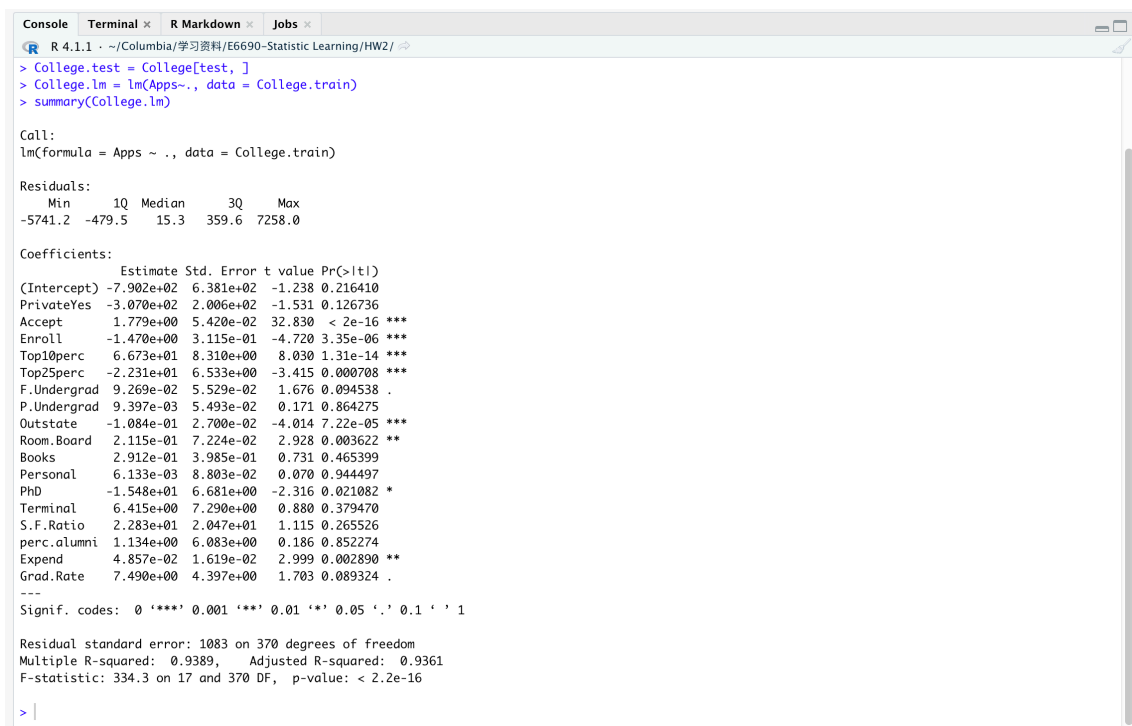 Console Terminal × R Markdown × Jobs ×
R 4.1.1 · ~/Columbia/学习资料/E6690-Statistic Learning/HW2/
> College.test = College[test, ]
> College.lm = lm(Apps~., data = College.train)
> summary(College.lm)

Call:
lm(formula = Apps ~ ., data = College.train)

Residuals:
    Min      1Q  Median      3Q     Max
-5741.2  -479.5    15.3   359.6  7258.0

Coefficients:
              Estimate Std. Error t value Pr(>|t|)
(Intercept) -7.902e+02  6.381e+02  -1.238 0.216410
PrivateYes  -3.070e+02  2.006e+02  -1.531 0.126736
Accept       1.779e+00  5.420e-02  32.830  < 2e-16 ***
Enroll      -1.470e+00  3.115e-01  -4.720 3.35e-06 ***
Top10perc    6.673e+01  8.310e+00   8.030 1.31e-14 ***
Top25perc   -2.231e+01  6.533e+00  -3.415 0.000708 ***
F.Undergrad  9.269e-02  5.529e-02   1.676 0.094538 .
P.Undergrad  9.397e-03  5.493e-02   0.171 0.864275
Outstate    -1.084e-01  2.700e-02  -4.014 7.22e-05 ***
Room.Board   2.115e-01  7.224e-02   2.928 0.003622 **
Books        2.912e-01  3.985e-01   0.731 0.465399
Personal     6.133e-03  8.803e-02   0.070 0.944497
PhD         -1.548e+01  6.681e+00  -2.316 0.021082 *
Terminal     6.415e+00  7.290e+00   0.880 0.379470
S.F.Ratio    2.283e+01  2.047e+01   1.115 0.265526
perc.alumni  1.134e+00  6.083e+00   0.186 0.852274
Expend       4.857e-02  1.619e-02   2.999 0.002890 **
Grad.Rate    7.490e+00  4.397e+00   1.703 0.089324 .
---
Signif. codes:  0 ‘***’ 0.001 ‘**’ 0.01 ‘*’ 0.05 ‘.’ 0.1 ‘ ’ 1

Residual standard error: 1083 on 370 degrees of freedom
Multiple R-squared:  0.9389,    Adjusted R-squared:  0.9361
F-statistic: 334.3 on 17 and 370 DF,  p-value: < 2.2e-16

>